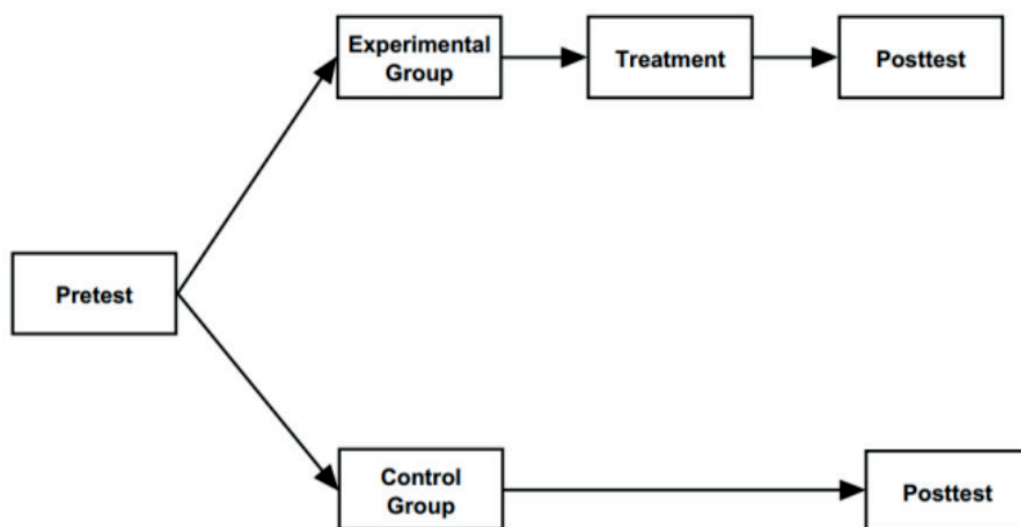 Experimental
Group
Treatment
Posttest
Pretest
Control
Group
Posttest